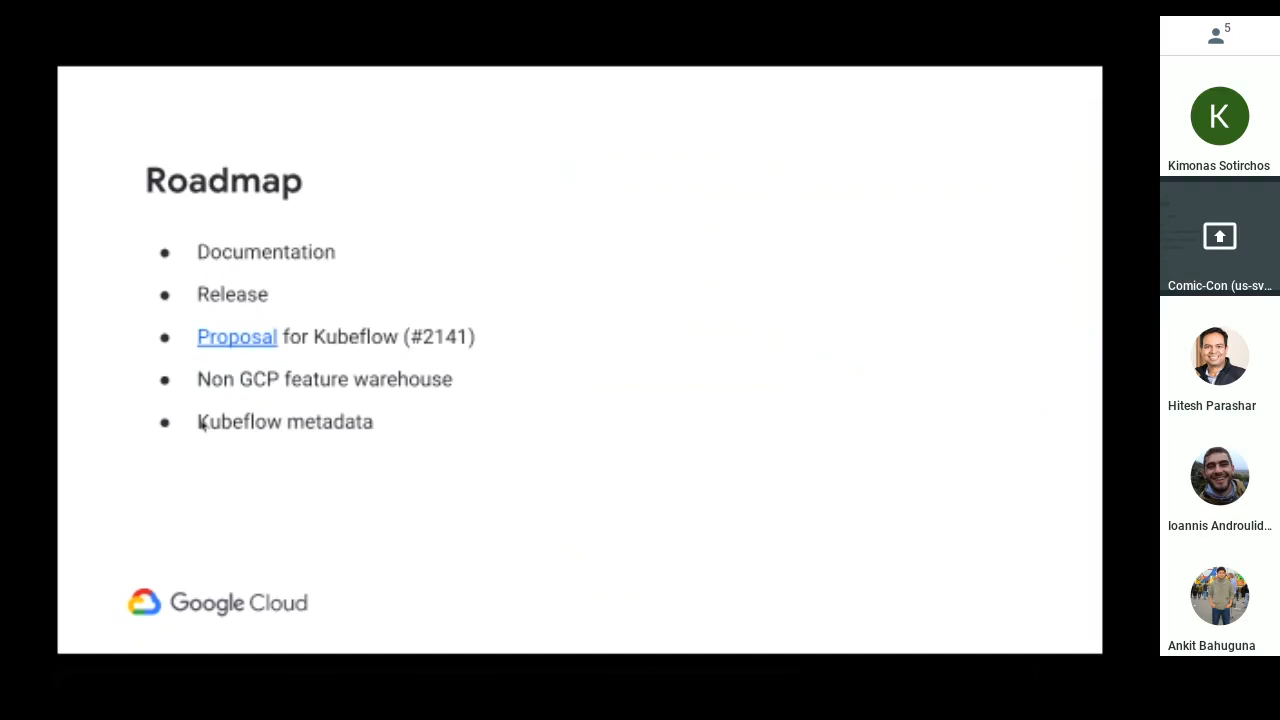 Roadmap
● Documentation
● Release
● Proposal for Kubeflow (#2141)
● Non GCP feature warehouse
● Kubeflow metadata
Google Cloud
5
K
Kimonas Sotirchos
Comic-Con (us-sv...
Hitesh Parashar
Ioannis Androulid...
Ankit Bahuguna